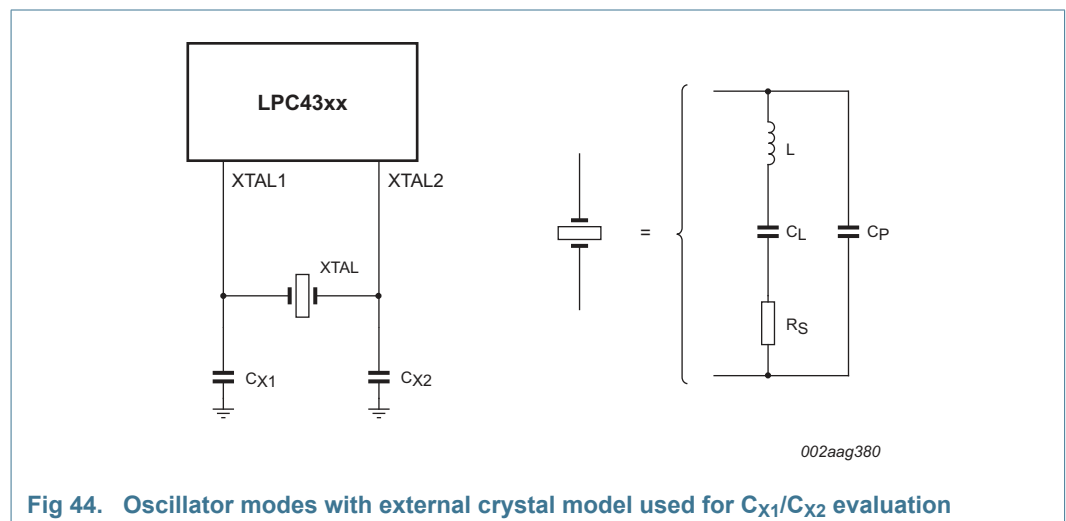 LPC43xx
XTAL1
XTAL2
XTAL
CX1
CX2
=
L
CL
CP
RS
002aag380
Fig 44. Oscillator modes with external crystal model used for CX1/CX2 evaluation